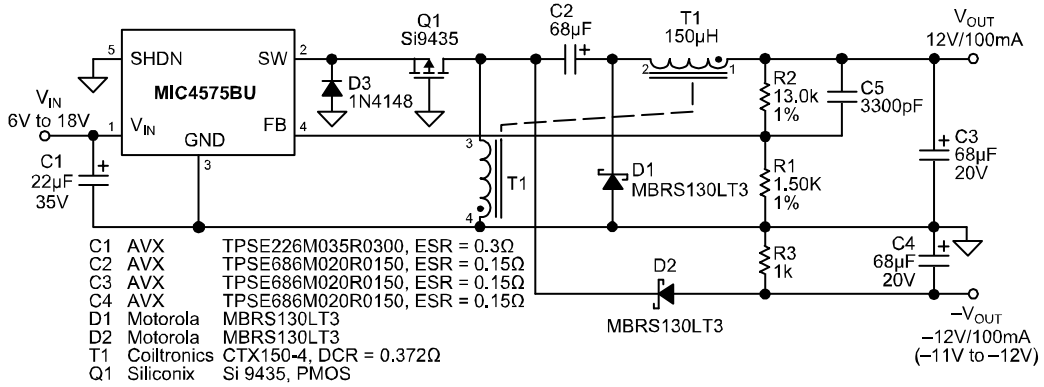 Q1
Si9435
C2
68µF
+
T1
150µH
2
1
VOUT
12V/100mA
5
SHDN
SW
2
MIC4575BU
D3
1N4148
R2
13.0k
1%
C5
3300pF
VIN
6V to 18V
1
VIN
FB
4
GND
3
C1
22µF
35V
+
3
T1
4
D1
MBRS130LT3
R1
1.50K
1%
+
C3
68µF
20V
R3
1k
C4
68µF
20V
+
D2
MBRS130LT3
–VOUT
–12V/100mA
(–11V to –12V)
C1 AVX TPSE226M035R0300, ESR = 0.3Ω
C2 AVX TPSE686M020R0150, ESR = 0.15Ω
C3 AVX TPSE686M020R0150, ESR = 0.15Ω
C4 AVX TPSE686M020R0150, ESR = 0.15Ω
D1 Motorola MBRS130LT3
D2 Motorola MBRS130LT3
T1 Coiltronics CTX150-4, DCR = 0.372Ω
Q1 Siliconix Si 9435, PMOS